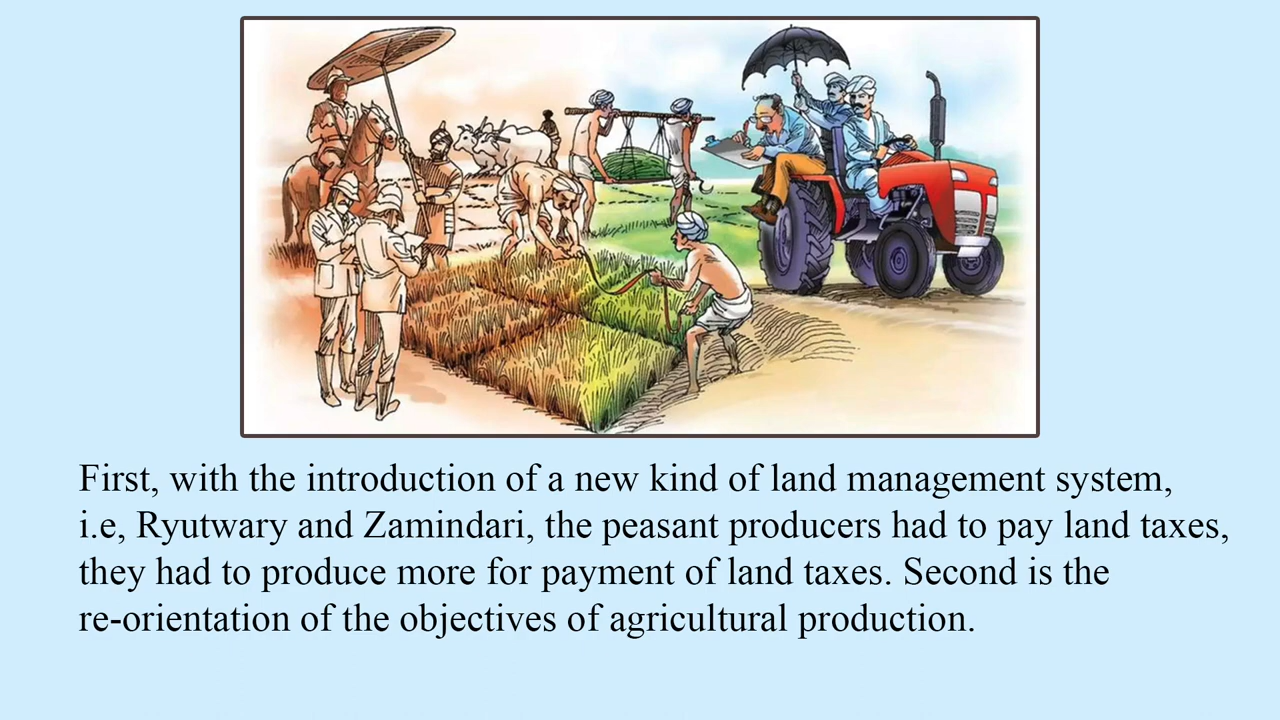 First, with the introduction of a new kind of land management system,
i.e, Ryutwary and Zamindari, the peasant producers had to pay land taxes,
they had to produce more for payment of land taxes. Second is the
re-orientation of the objectives of agricultural production.